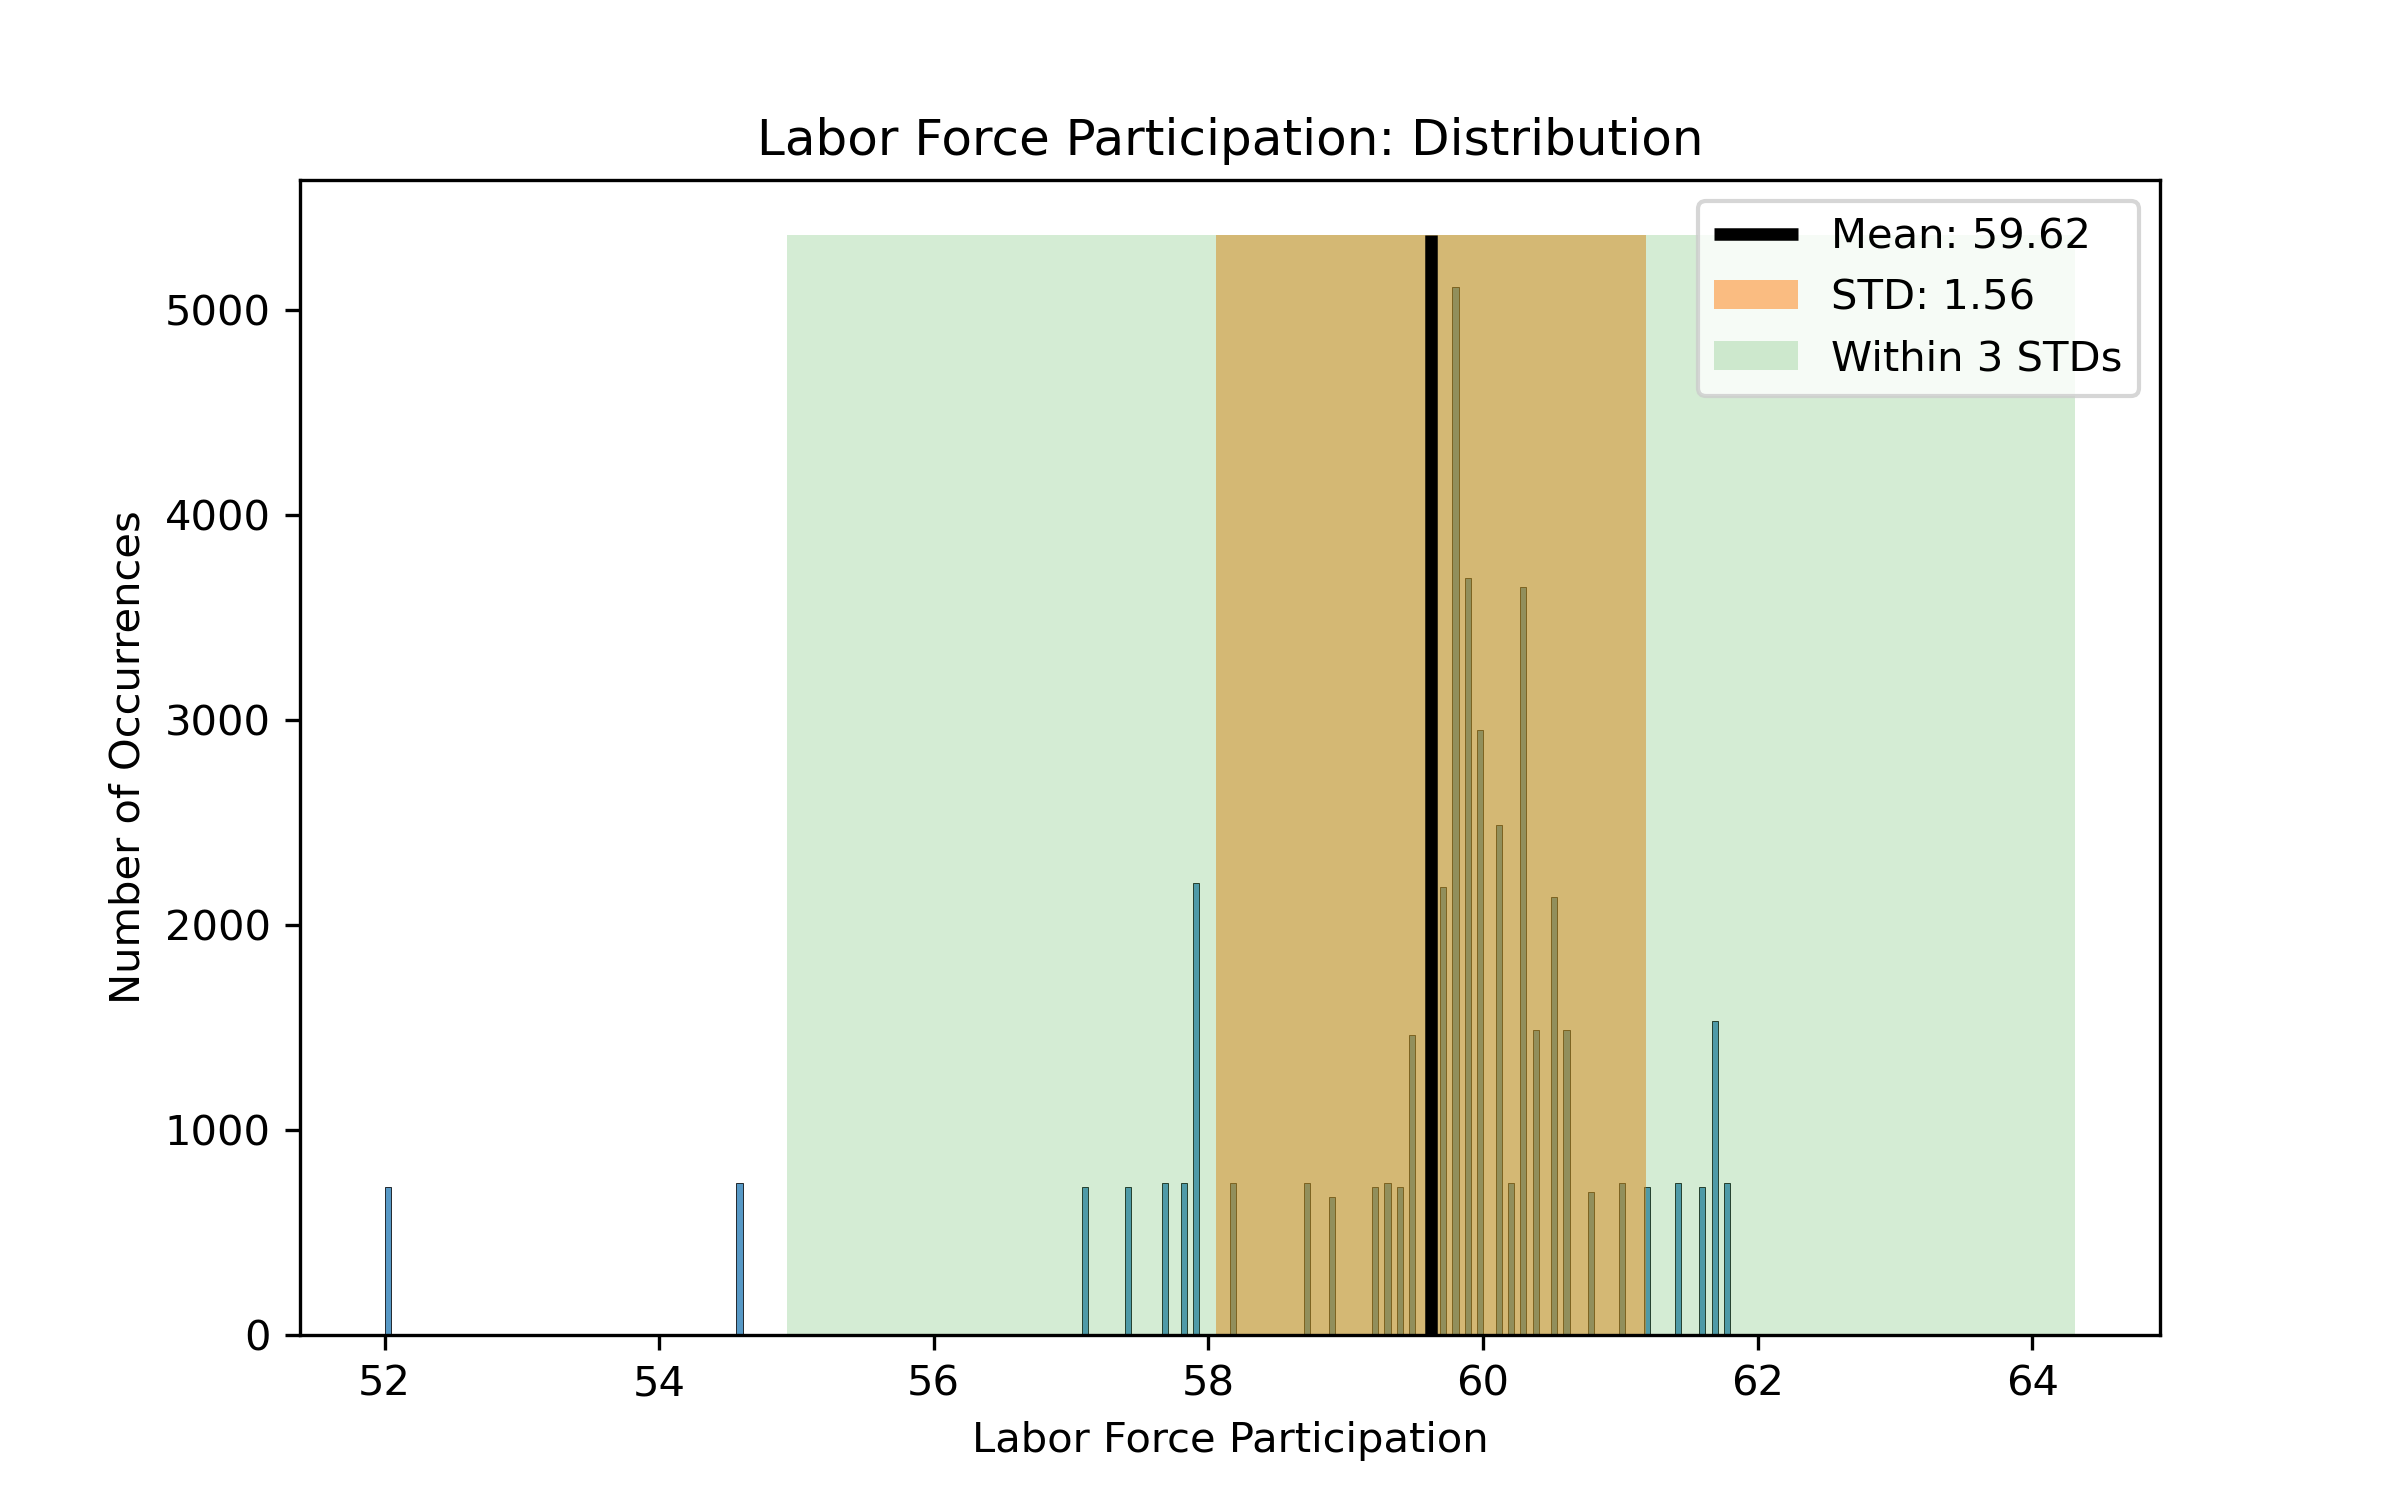 Labor Force Participation: Distribution
Mean: 59.62
STD: 1.56
Within 3 STDs
Number of Occurrences
5000
4000
3000
2000
1000
0
52 54 56 58 60 62 64
Labor Force Participation